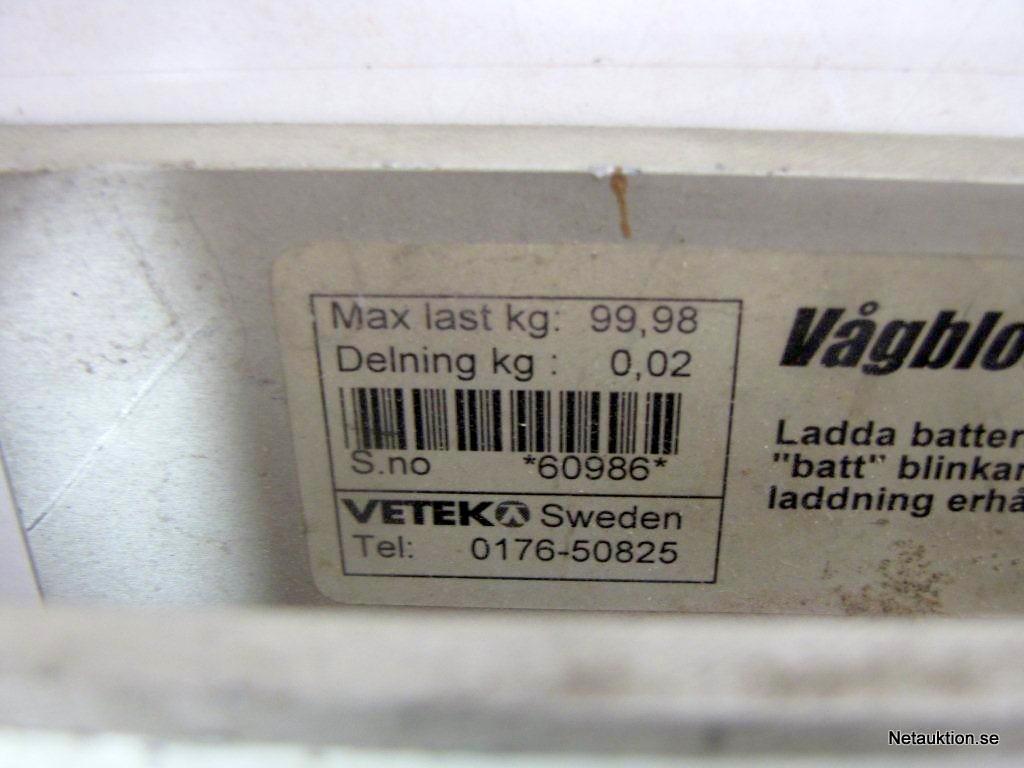 Max last kg: 99,98
Delning kg : 0,02
S.no *60986*
VETEK Sweden
Tel: 0176-50825
Vågblo
Ladda batter
"batt" blinkar
laddning erhå
Netauktion.se